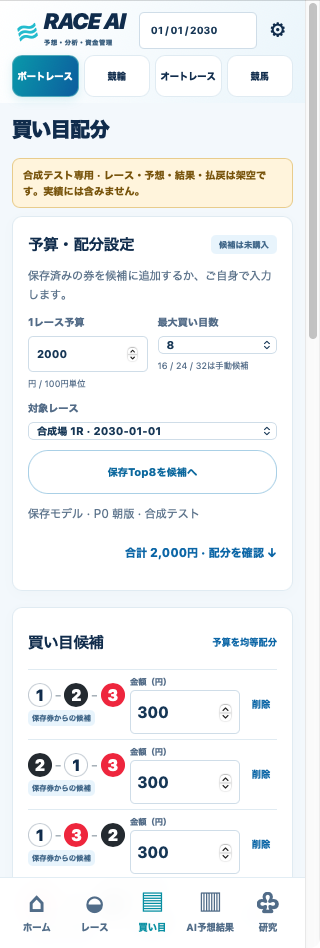 RACE AI
予想・分析・資金管理
01/01/2030
ボートレース
競輪
オートレース
競馬
買い目配分
合成テスト専用・レース・予想・結果・払戻は架空で
す。実績には含みません。
予算・配分設定
候補は未購入
保存済みの券を候補に追加するか、ご自身で入力
します。
1レース予算
最大買い目数
2000
8
16 / 24 / 32は手動候補
円 / 100円単位
対象レース
合成場 1R · 2030-01-01
保存Top8を候補へ
保存モデル · P0 朝版 · 合成テスト
合計 2,000円 · 配分を確認 ↓
買い目候補
予算を均等配分
金額（円）
1 - 2 - 3
300
削除
保存券からの候補
金額（円）
2 - 1 - 3
300
削除
保存券からの候補
金額（円）
1 - 3 - 2
300
削除
保存券からの候補
ホーム
レース
買い目
AI予想結果
研究